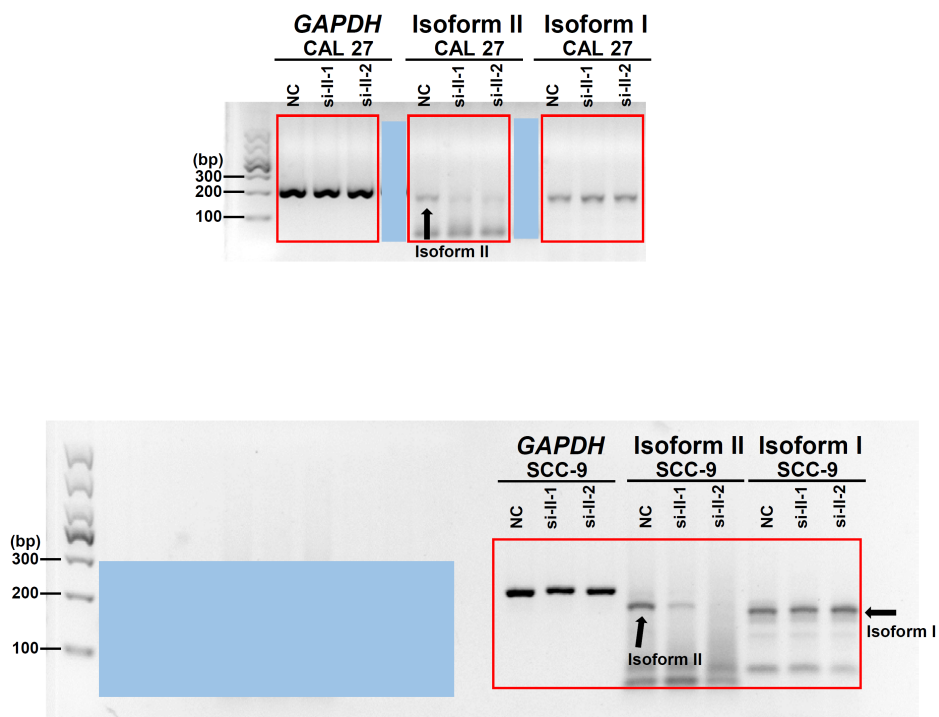 GAPDH Isoform II Isoform I
CAL 27 CAL 27 CAL 27
NC si-II-1 si-II-2 NC si-II-1 si-II-2 NC si-II-1 si-II-2
(bp)
300
200
100
Isoform II
GAPDH Isoform II Isoform I
SCC-9 SCC-9 SCC-9
NC si-II-1 si-II-2 NC si-II-1 si-II-2 NC si-II-1 si-II-2
(bp)
300
200
Isoform I
100
Isoform II